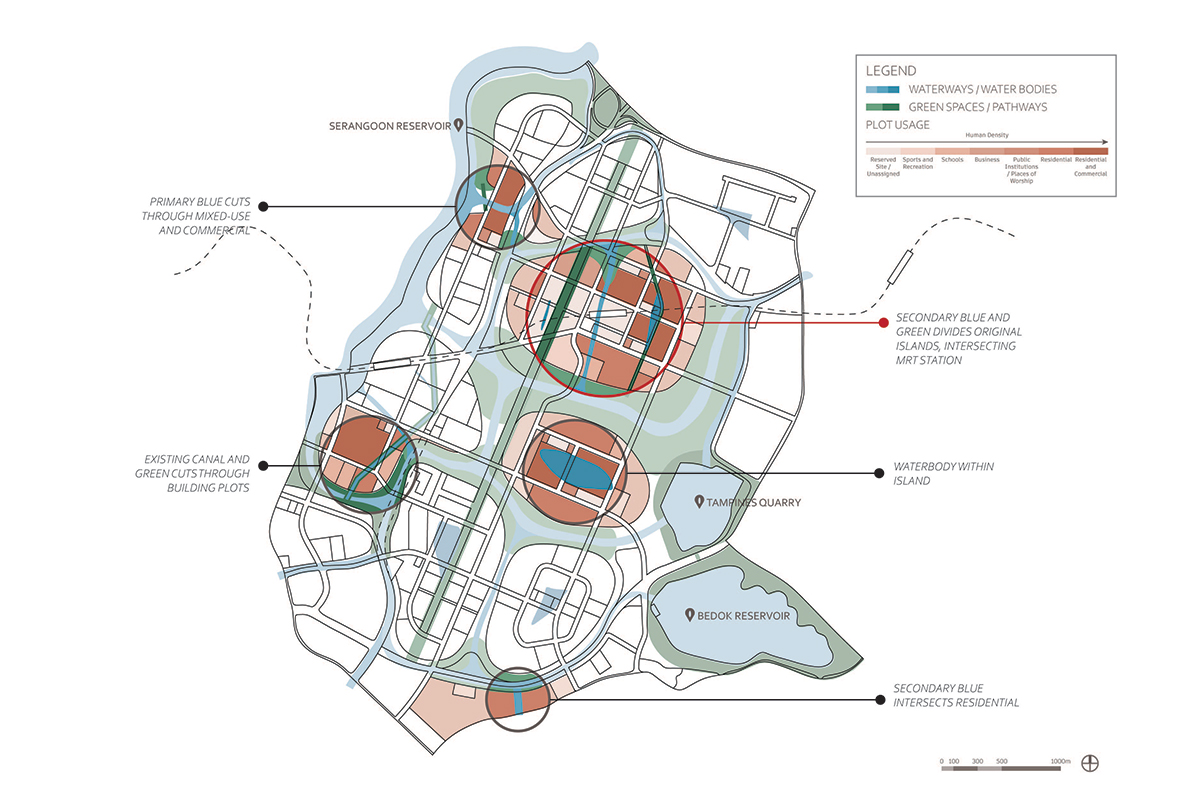 LEGEND
WATERWAYS / WATER BODIES
GREEN SPACES / PATHWAYS
PLOT USAGE
Human Density
Reserved
Site /
Unassigned
Sports and
Recreation
Schools
Business
Public
Institutions
/ Places of
Worship
Residential
Residential
and
Commercial
SERANGOON RESERVOIR
PRIMARY BLUE CUTS
THROUGH MIXED-USE
AND COMMERCIAL
SECONDARY BLUE AND
GREEN DIVIDES ORIGINAL
ISLANDS, INTERSECTING
MRT STATION
EXISTING CANAL AND
GREEN CUTS THROUGH
BUILDING PLOTS
WATERBODY WITHIN
ISLAND
TAMPINES QUARRY
BEDOK RESERVOIR
SECONDARY BLUE
INTERSECTS RESIDENTIAL
0 100 300 500 1000m